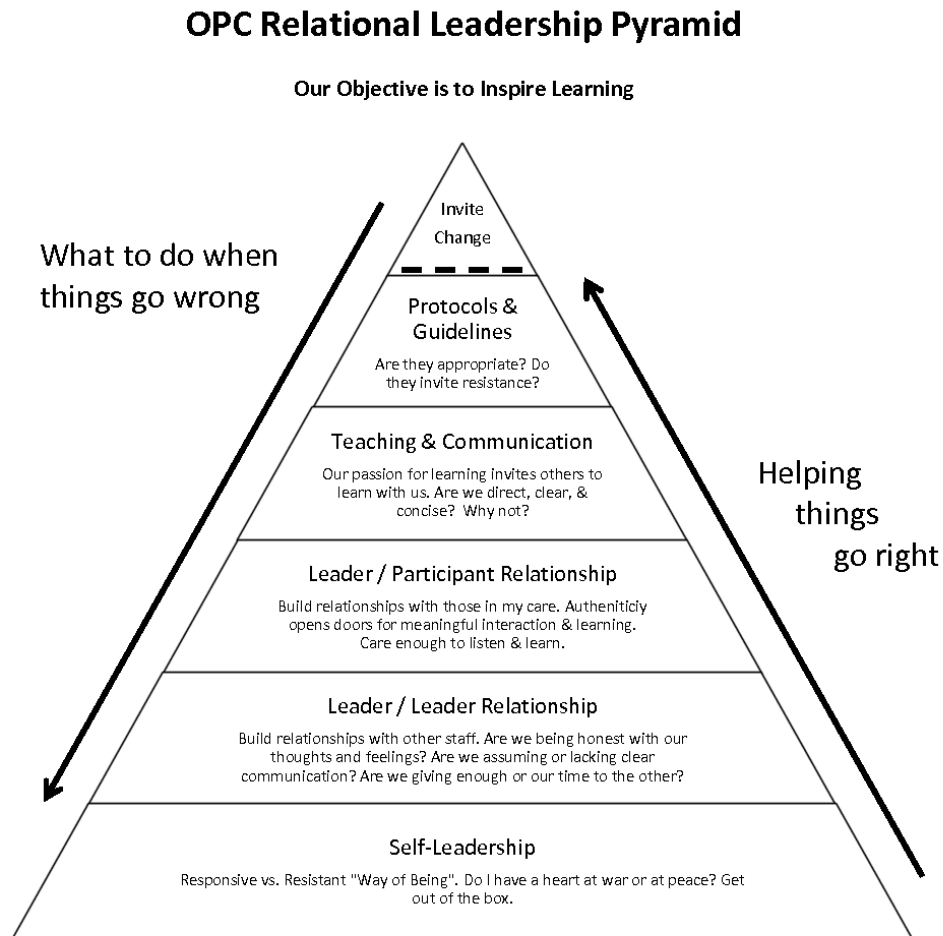 OPC Relational Leadership Pyramid
Our Objective is to Inspire Learning
Invite
Change
What to do when
things go wrong
Protocols &
Guidelines
Are they appropriate? Do
they invite resistance?
Teaching & Communication
Our passion for learning invites others to
learn with us. Are we direct, clear, &
concise?  Why not?
Helping
things
go right
Leader / Participant Relationship
Build relationships with those in my care. Autheniticiy
opens doors for meaningful interaction & learning.
Care enough to listen & learn.
Leader / Leader Relationship
Build relationships with other staff. Are we being honest with our
thoughts and feelings? Are we assuming or lacking clear
communication? Are we giving enough or our time to the other?
Self-Leadership
Responsive vs. Resistant "Way of Being". Do I have a heart at war or at peace? Get
out of the box.